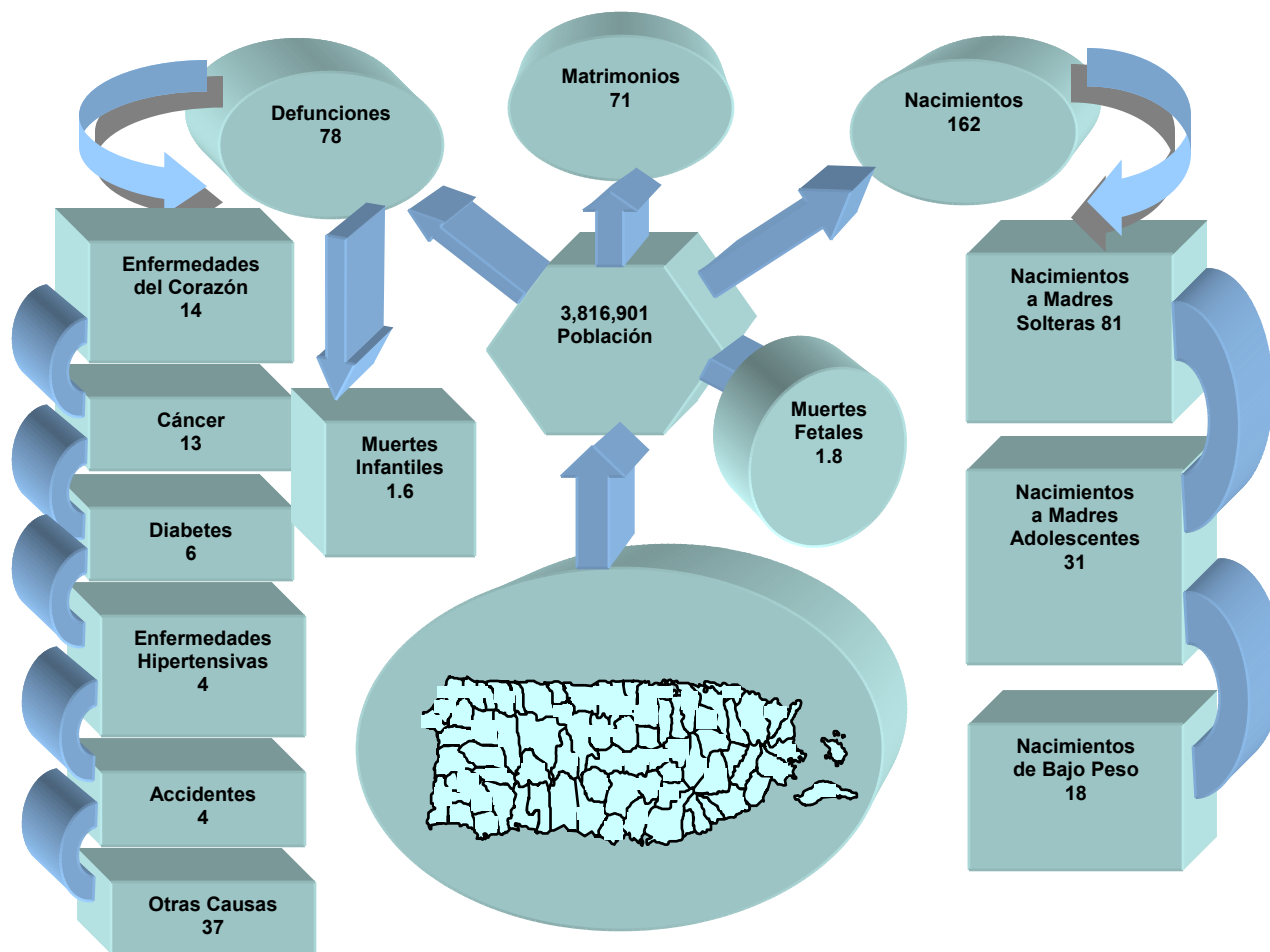 Matrimonios
71
Defunciones
78
Nacimientos
162
Enfermedades
del Corazón
14
3,816,901
Población
Nacimientos
a Madres
Solteras 81
Cáncer
13
Muertes
Infantiles
1.6
Muertes
Fetales
1.8
Diabetes
6
Nacimientos
a Madres
Adolescentes
31
Enfermedades
Hipertensivas
4
Accidentes
4
Nacimientos
de Bajo Peso
18
Otras Causas
37